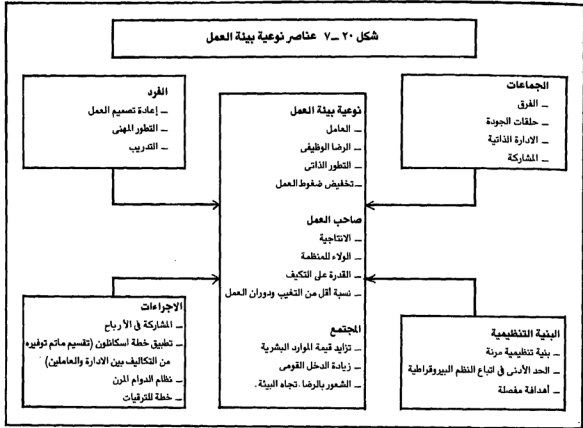 شكل ٢٠ – ٧ عناصر نوعية بيئة العمل
الجماعات
– الفرق
– حلقات الجودة
– الادارة الذاتية
– المشاركة
الفرد
– إعادة تصميم العمل
– التطور المهنى
– التدريب
نوعية بيئة العمل
– العامل
– الرضا الوظيفى
– التطور الذاتى
– تخفيض ضغوط العمل
صاحب العمل
– الانتاجية
– الولاء للمنظمة
– القدرة على التكيف
– نسبة أقل من التغيب ودوران العمل
المجتمع
– تزايد قيمة الموارد البشرية
– زيادة الدخل القومى
– الشعور بالرضا تجاه البيئة.
البنية التنظيمية
– بنية تنظيمية مرنة
– الحد الأدنى فى اتباع النظم البيروقراطية
– أهدافة مفصلة
الاجراءات
– المشاركة فى الأرباح
– تطبيق خطة اسكانلون (تقسيم ماتم توفيره
من التكاليف بين الادارة والعاملين)
– نظام الدوام المرن
– خطة للترقيات